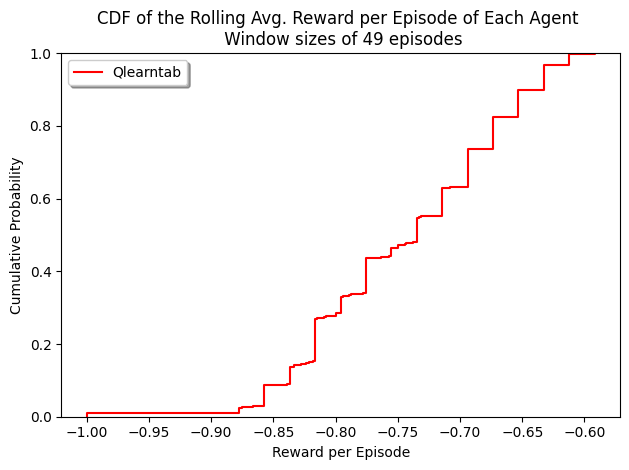 CDF of the Rolling Avg. Reward per Episode of Each Agent
Window sizes of 49 episodes
Qlearntab
Cumulative Probability
1.0
0.8
0.6
0.4
0.2
0.0
−1.00 −0.95 −0.90 −0.85 −0.80 −0.75 −0.70 −0.65 −0.60
Reward per Episode